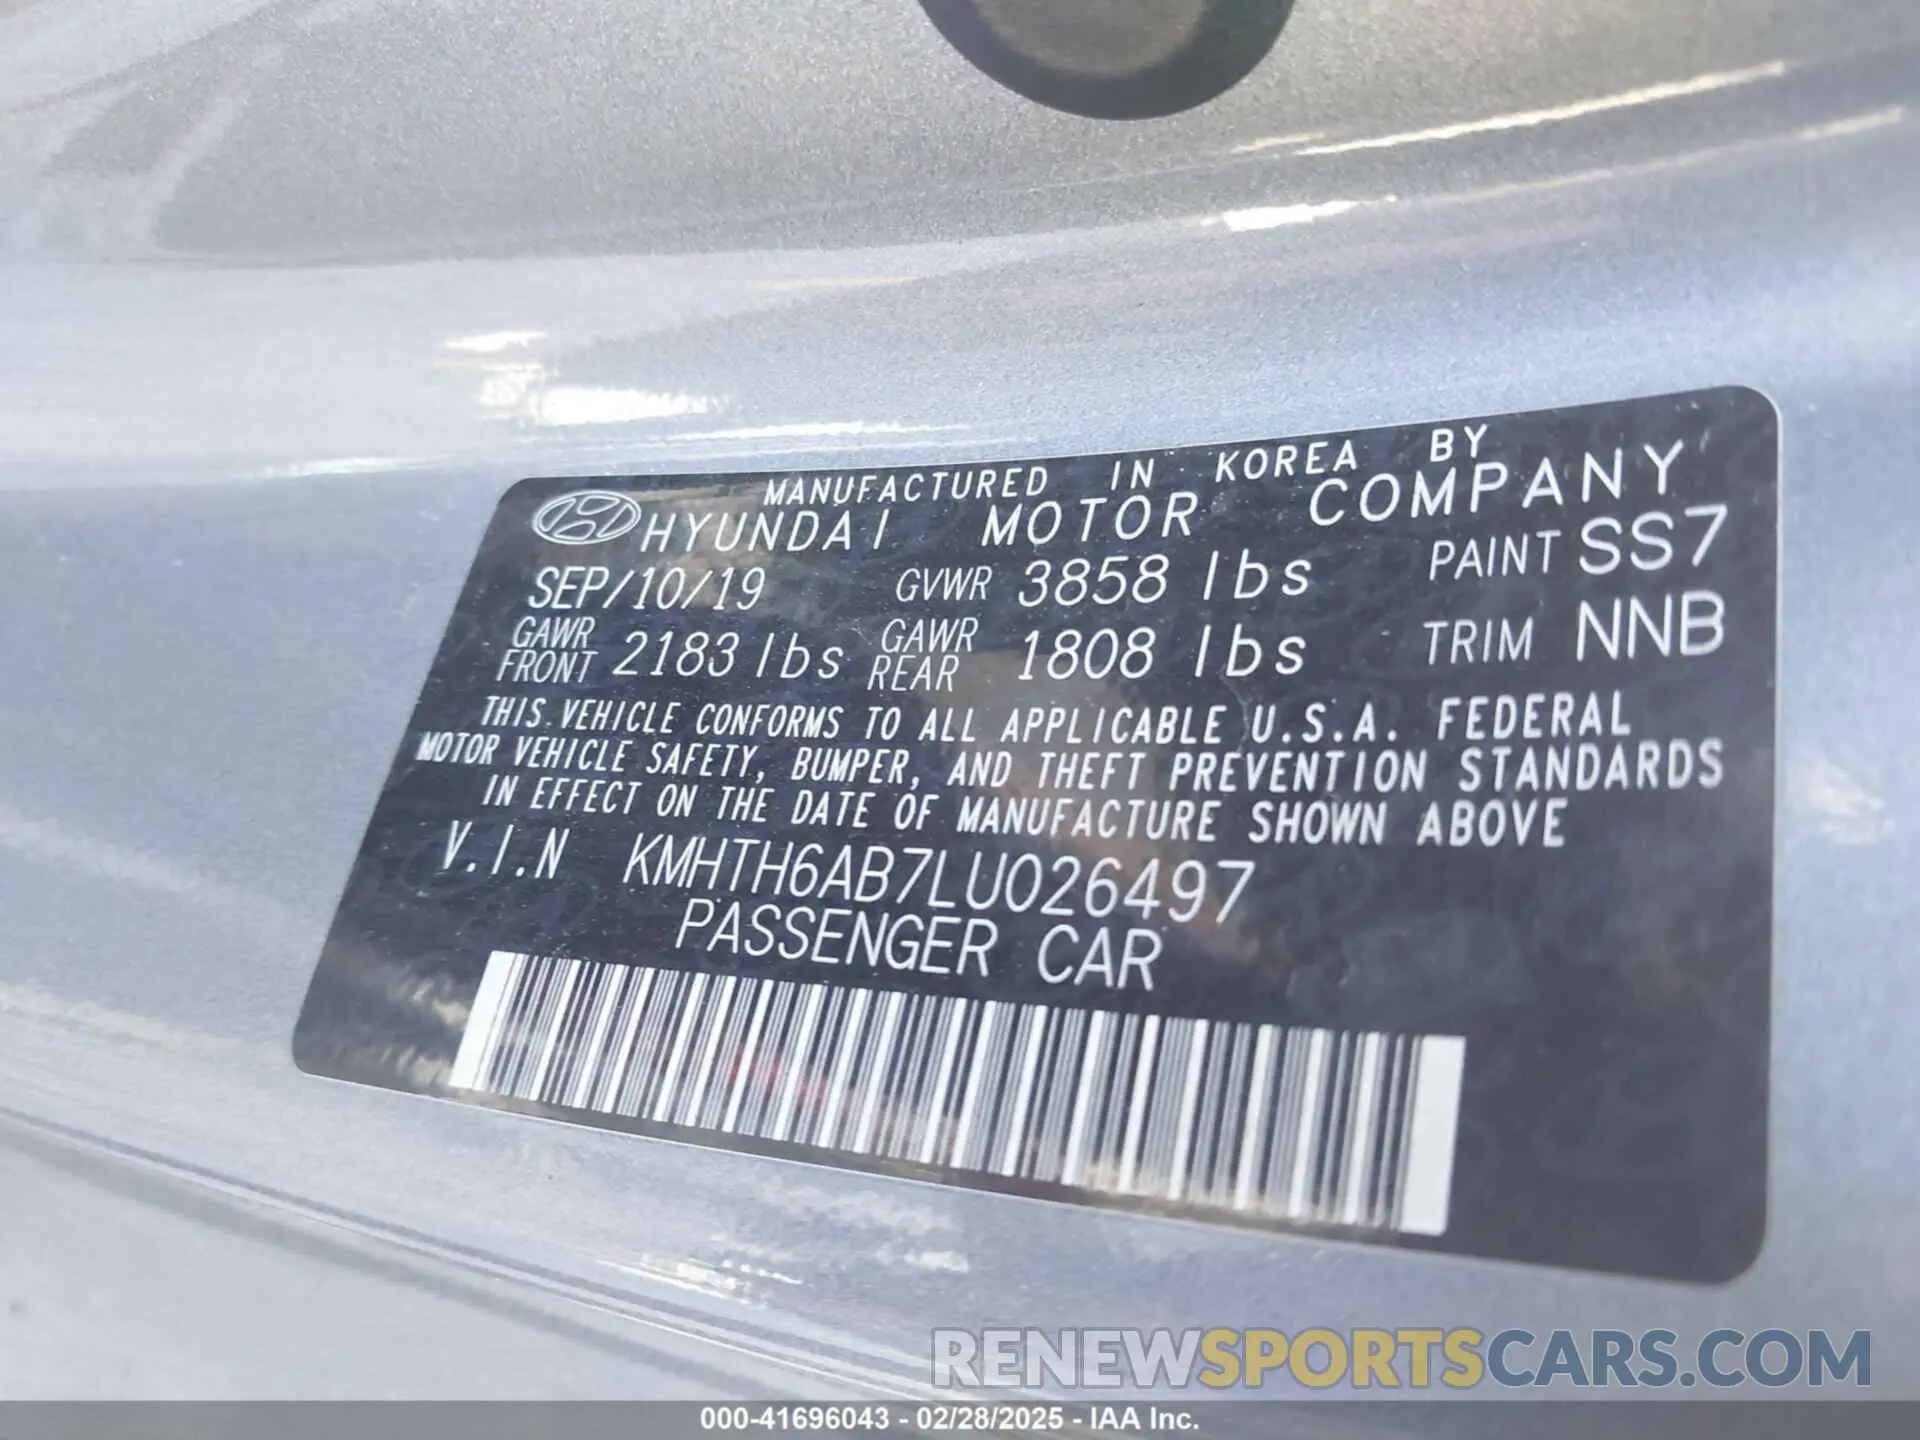 MANUFACTURED IN KOREA BY
HYUNDAI MOTOR COMPANY
SEP/10/19 GVWR 3858 lbs PAINT SS7
GAWR FRONT 2183 lbs GAWR REAR 1808 lbs TRIM NNB
THIS VEHICLE CONFORMS TO ALL APPLICABLE U.S.A. FEDERAL
MOTOR VEHICLE SAFETY, BUMPER, AND THEFT PREVENTION STANDARDS
IN EFFECT ON THE DATE OF MANUFACTURE SHOWN ABOVE
V.I.N KMHTH6AB7LU026497
PASSENGER CAR
RENEWSPORTSCARS.COM
000-41696043 - 02/28/2025 - IAA Inc.